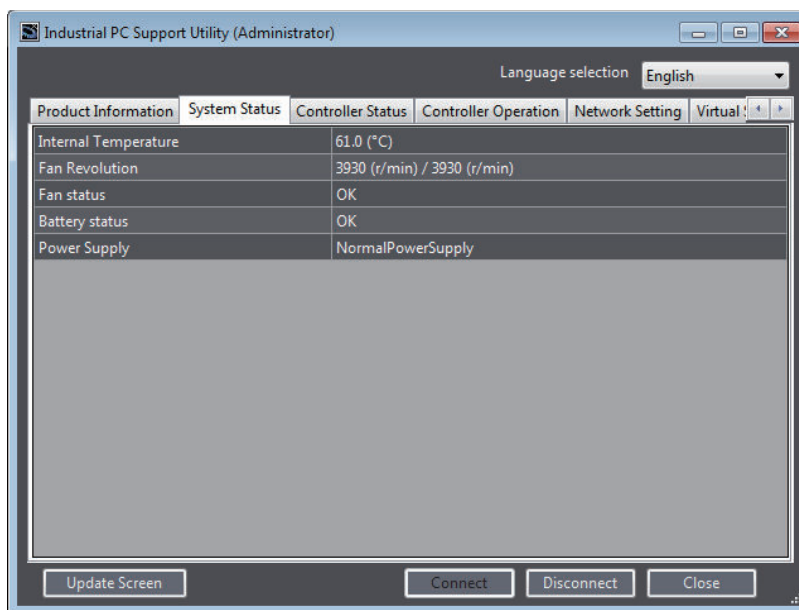 Industrial PC Support Utility (Administrator)
Language selection English
Product Information System Status Controller Status Controller Operation Network Setting Virtual
Internal Temperature 61.0 (°C)
Fan Revolution 3930 (r/min) / 3930 (r/min)
Fan status OK
Battery status OK
Power Supply NormalPowerSupply
Update Screen Connect Disconnect Close